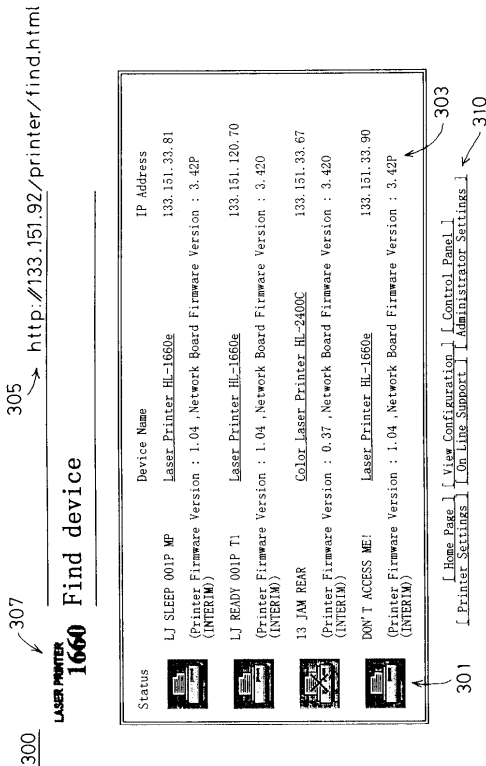 300
307
305
http://133.151.92/printer/find.html
LASER PRINTER
1660 Find device
Status Device Name IP Address
LJ SLEEP 001P MP Laser Printer HL-1660e 133.151.33.81
(Printer Firmware Version : 1.04 ,Network Board Firmware Version : 3.42P
(INTERIM))
LJ READY 001P T1 Laser Printer HL-1660e 133.151.120.70
(Printer Firmware Version : 1.04 ,Network Board Firmware Version : 3.420
(INTERIM))
13 JAM REAR Color Laser Printer HL-2400C 133.151.33.67
(Printer Firmware Version : 0.37 ,Network Board Firmware Version : 3.420
(INTERIM))
DON'T ACCESS ME! Laser Printer HL-1660e 133.151.33.90
(Printer Firmware Version : 1.04 ,Network Board Firmware Version : 3.42P
(INTERIM))
301
303
[ Home Page ] [ View Configuration ] [ Control Panel ]
[ Printer Settings ] [ On Line Support ] [ Administrator Settings ]
310